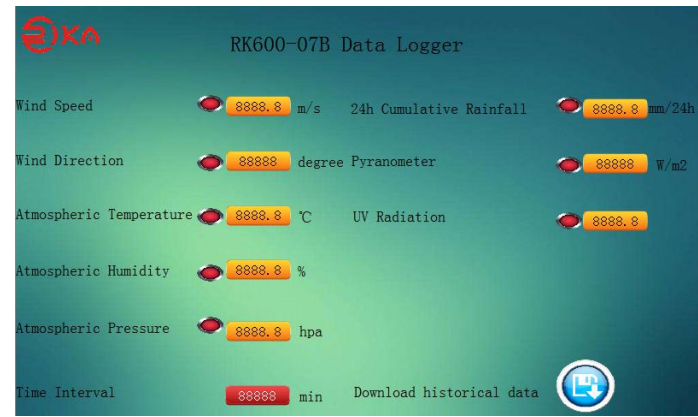 RIKA
RK600-07B Data Logger
Wind Speed 8888.8 m/s 24h Cumulative Rainfall 8888.8 mm/24h
Wind Direction 88888 degree Pyranometer 88888 W/m2
Atmospheric Temperature 8888.8 ℃ UV Radiation 8888.8
Atmospheric Humidity 8888.8 %
Atmospheric Pressure 8888.8 hpa
Time Interval 88888 min Download historical data